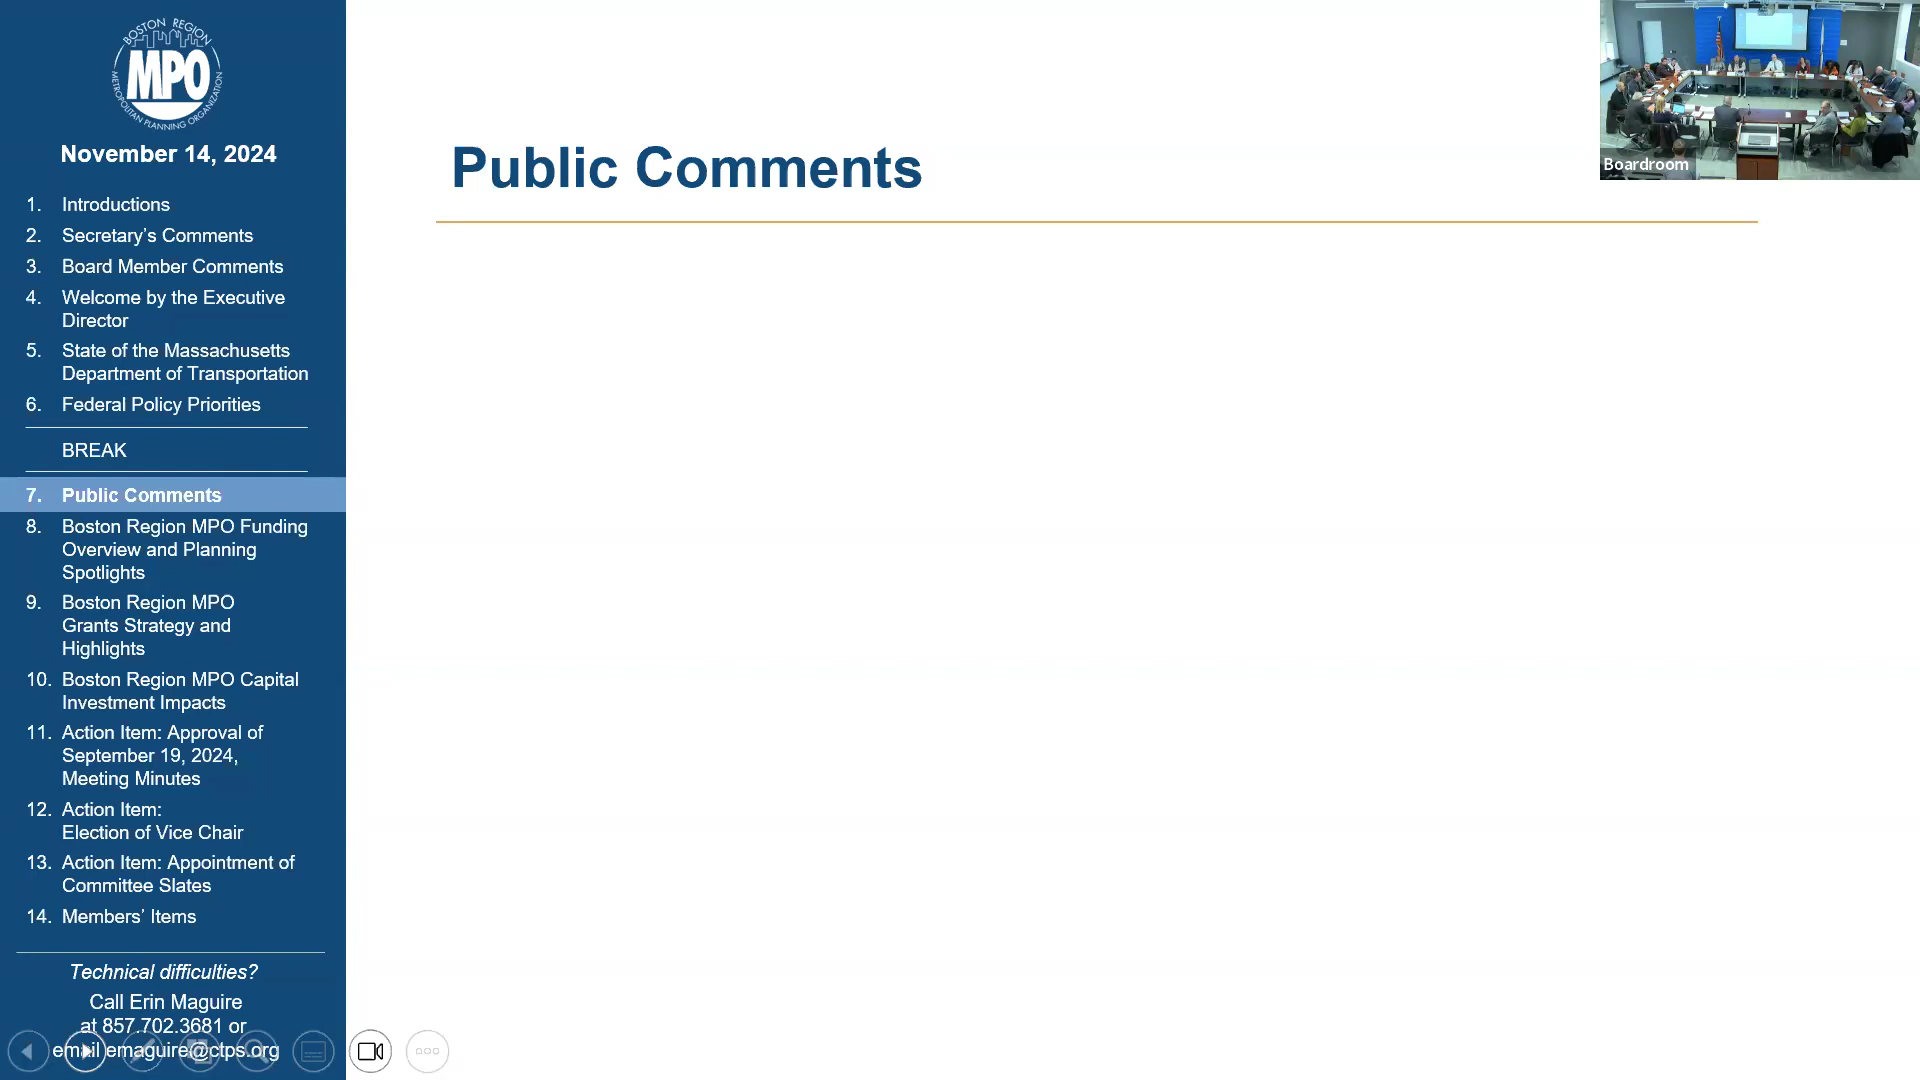 BOSTON REGION
MPO
METROPOLITAN PLANNING ORGANIZATION
November 14, 2024
1. Introductions
2. Secretary’s Comments
3. Board Member Comments
4. Welcome by the Executive
Director
5. State of the Massachusetts
Department of Transportation
6. Federal Policy Priorities
BREAK
7. Public Comments
8. Boston Region MPO Funding
Overview and Planning
Spotlights
9. Boston Region MPO
Grants Strategy and
Highlights
10. Boston Region MPO Capital
Investment Impacts
11. Action Item: Approval of
September 19, 2024,
Meeting Minutes
12. Action Item:
Election of Vice Chair
13. Action Item: Appointment of
Committee Slates
14. Members’ Items
Technical difficulties?
Call Erin Maguire
at 857.702.3681 or
email emaguire@ctps.org
Public Comments
Boardroom